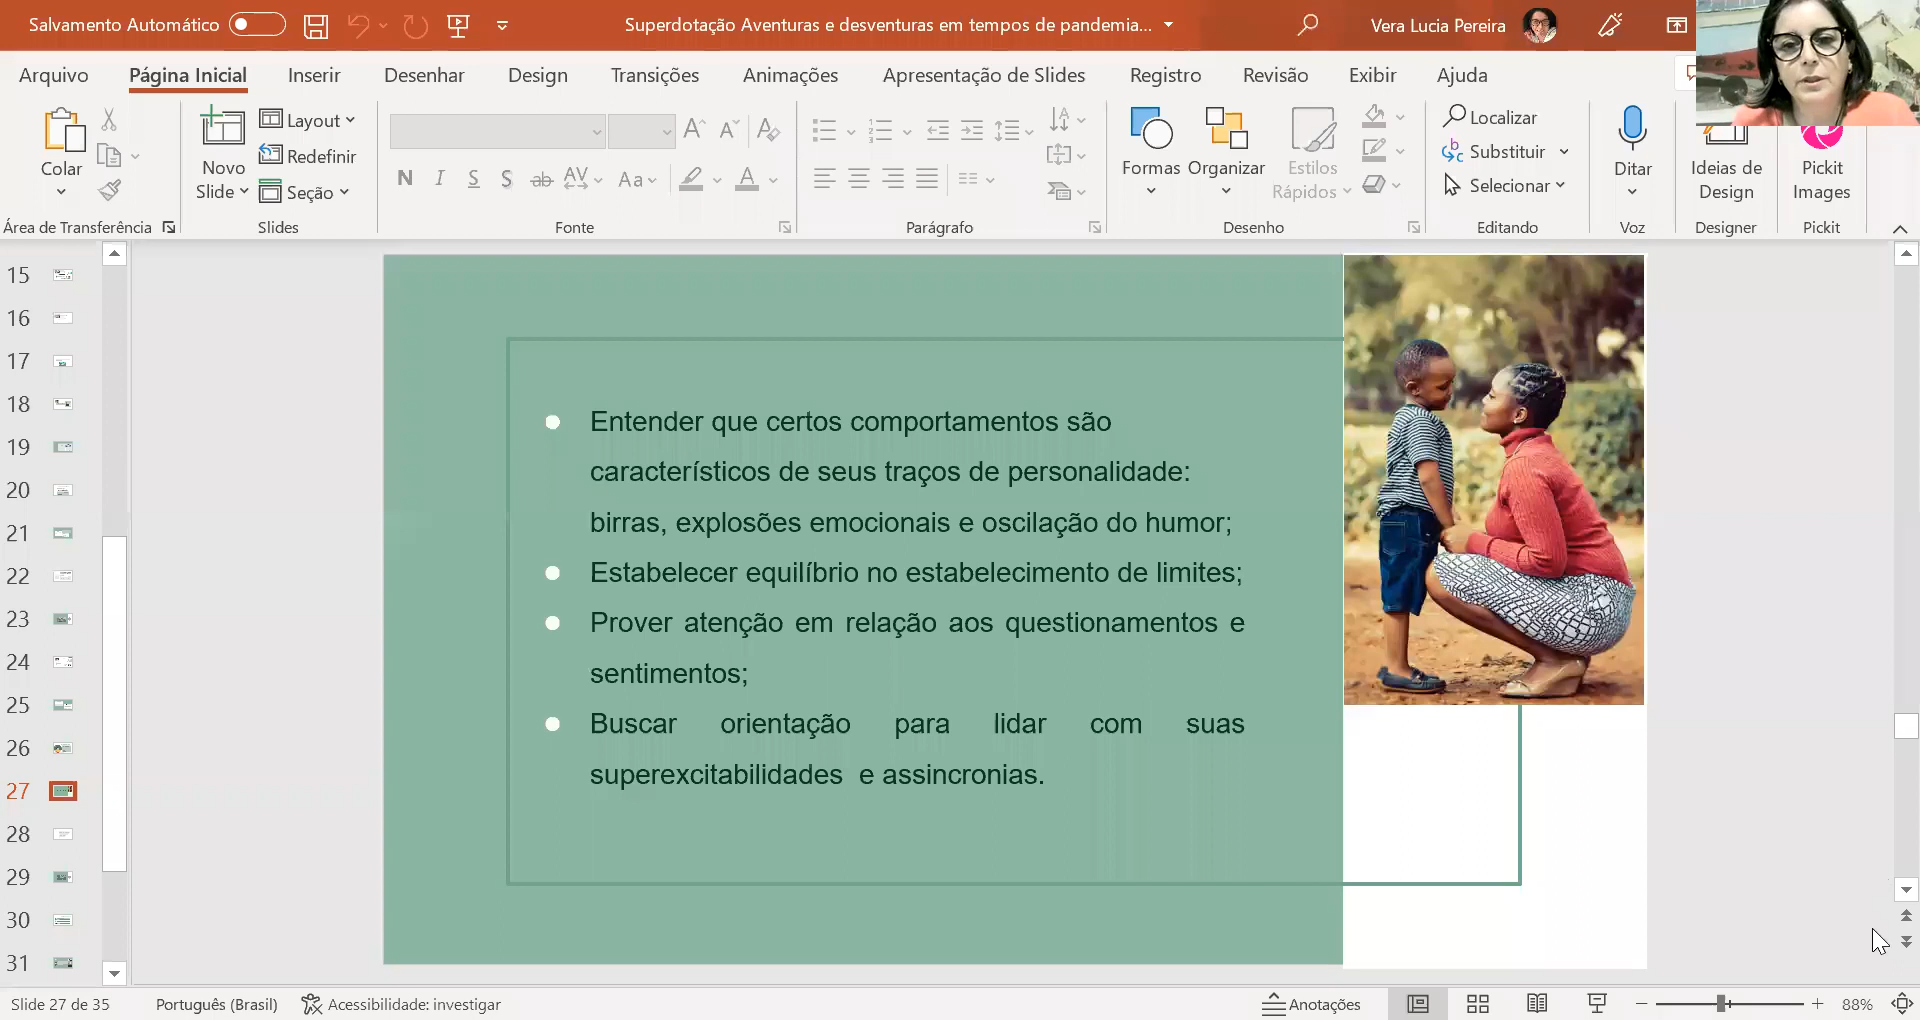 Salvamento Automático
Superdotação Aventuras e desventuras em tempos de pandemia...
Vera Lucia Pereira
Arquivo
Página Inicial
Inserir
Desenhar
Design
Transições
Animações
Apresentação de Slides
Registro
Revisão
Exibir
Ajuda
Colar
Novo
Slide
Layout
Redefinir
Seção
N I S S ab AV Aa A
Formas
Organizar
Estilos
Rápidos
Localizar
Substituir
Selecionar
Ditar
Ideias de
Design
Pickit
Images
Área de Transferência
Slides
Fonte
Parágrafo
Desenho
Editando
Voz
Designer
Pickit
15
16
17
18
19
20
21
22
23
24
25
26
27
28
29
30
31
Entender que certos comportamentos são
característicos de seus traços de personalidade:
birras, explosões emocionais e oscilação do humor;
Estabelecer equilíbrio no estabelecimento de limites;
Prover atenção em relação aos questionamentos e
sentimentos;
Buscar orientação para lidar com suas
superexcitabilidades e assincronias.
Slide 27 de 35
Português (Brasil)
Acessibilidade: investigar
Anotações
88%